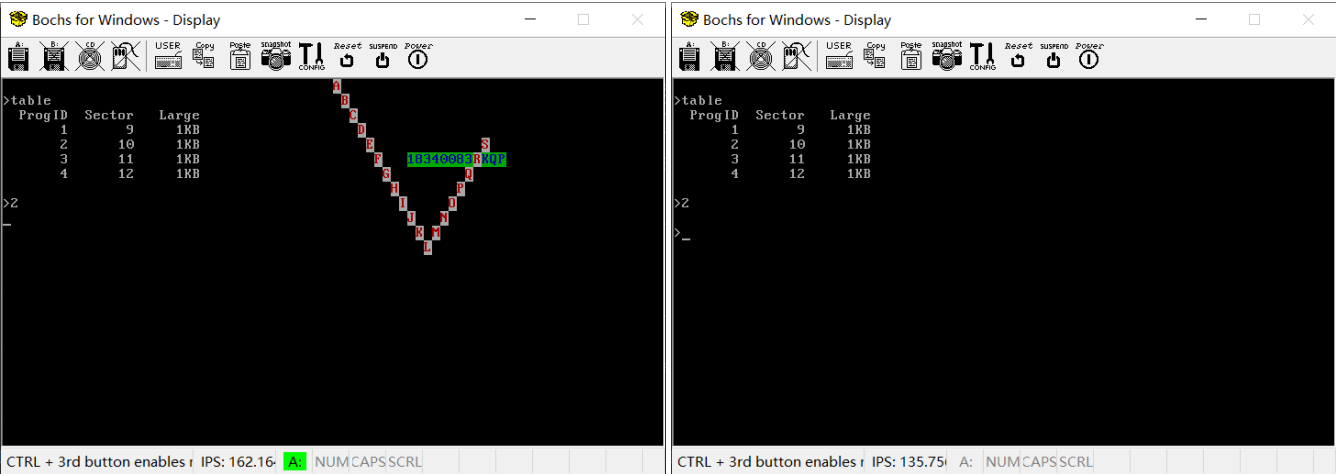 Bochs for Windows - Display
A: B: CD USER Copy Paste snapshot CONFIG Reset SUSPEND Power
A
>table
B
ProgID Sector Large
C
1 9 1KB
D
2 10 1KB
E S
3 11 1KB
F 18340083RKQP
4 12 1KB
G Q
H P
>2
I O
J N
K M
L
CTRL + 3rd button enables r IPS: 162.16 A: NUM CAPS SCRL
Bochs for Windows - Display
A: B: CD USER Copy Paste snapshot CONFIG Reset SUSPEND Power
>table
ProgID Sector Large
1 9 1KB
2 10 1KB
3 11 1KB
4 12 1KB
>2
>_
CTRL + 3rd button enables r IPS: 135.75 A: NUM CAPS SCRL